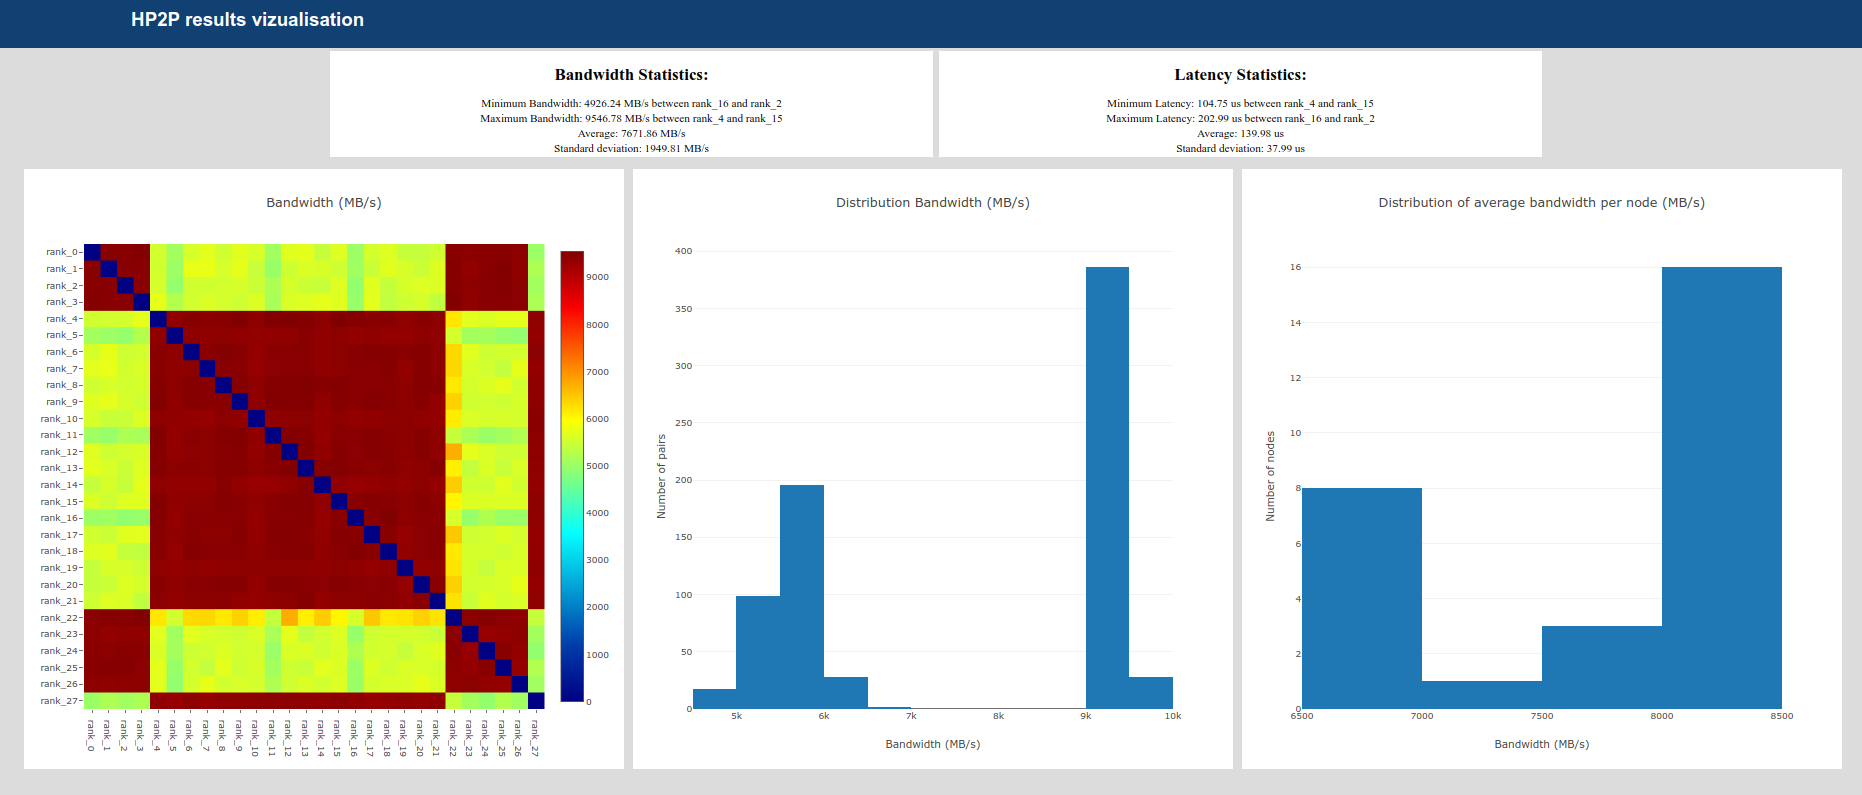 HP2P results vizualisation
Bandwidth Statistics:
Minimum Bandwidth: 4926.24 MB/s between rank_16 and rank_2
Maximum Bandwidth: 9546.78 MB/s between rank_4 and rank_15
Average: 7671.86 MB/s
Standard deviation: 1949.81 MB/s
Latency Statistics:
Minimum Latency: 104.75 us between rank_4 and rank_15
Maximum Latency: 202.99 us between rank_16 and rank_2
Average: 139.98 us
Standard deviation: 37.99 us
Bandwidth (MB/s)
rank_0
rank_1
rank_2
rank_3
rank_4
rank_5
rank_6
rank_7
rank_8
rank_9
rank_10
rank_11
rank_12
rank_13
rank_14
rank_15
rank_16
rank_17
rank_18
rank_19
rank_20
rank_21
rank_22
rank_23
rank_24
rank_25
rank_26
rank_27
rank_0
rank_1
rank_2
rank_3
rank_4
rank_5
rank_6
rank_7
rank_8
rank_9
rank_10
rank_11
rank_12
rank_13
rank_14
rank_15
rank_16
rank_17
rank_18
rank_19
rank_20
rank_21
rank_22
rank_23
rank_24
rank_25
rank_26
rank_27
9000
8000
7000
6000
5000
4000
3000
2000
1000
0
Distribution Bandwidth (MB/s)
Number of pairs
400
350
300
250
200
150
100
50
0
5k
6k
7k
8k
9k
10k
Bandwidth (MB/s)
Distribution of average bandwidth per node (MB/s)
Number of nodes
16
14
12
10
8
6
4
2
0
6500
7000
7500
8000
8500
Bandwidth (MB/s)